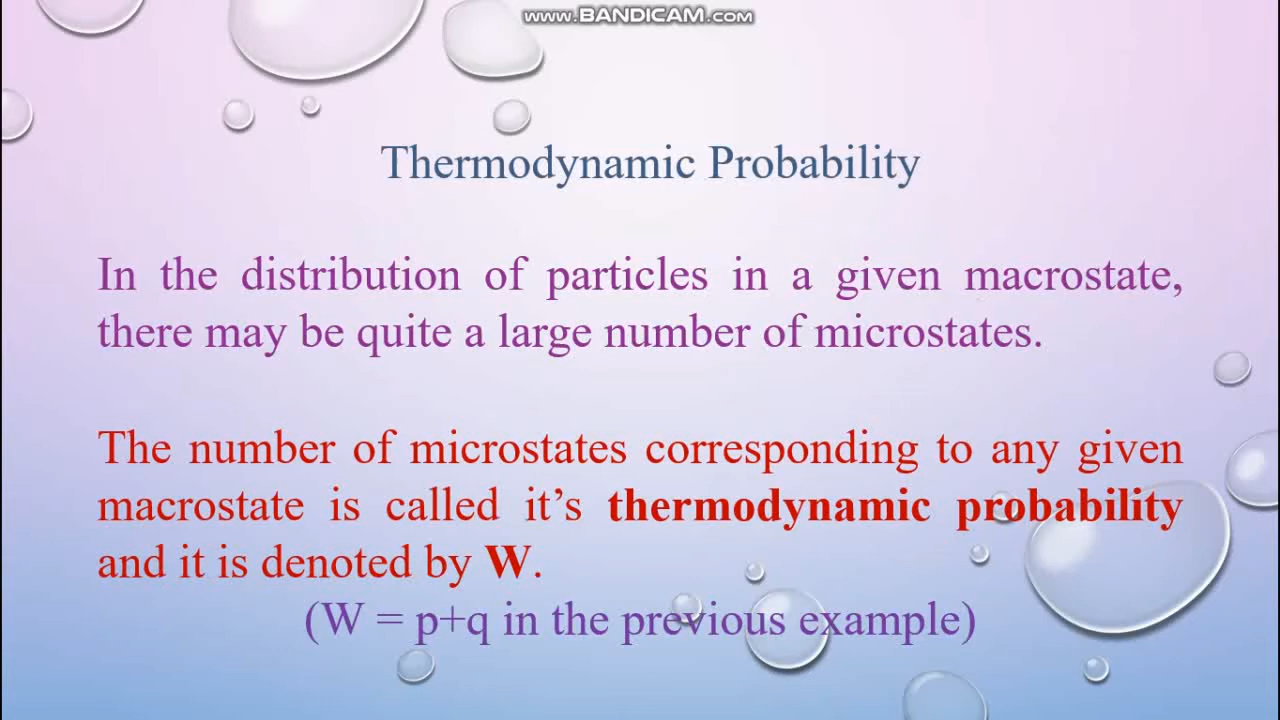 www.BANDICAM.com
Thermodynamic Probability
In the distribution of particles in a given macrostate,
there may be quite a large number of microstates.
The number of microstates corresponding to any given
macrostate is called it’s thermodynamic probability
and it is denoted by W.
(W = p+q in the previous example)